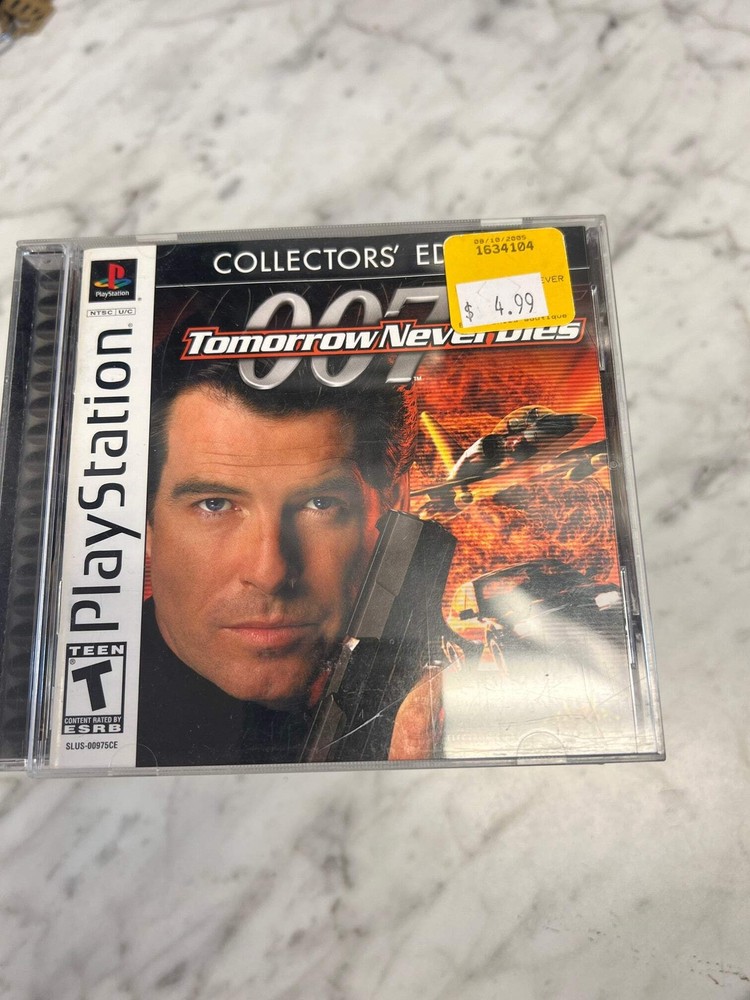 COLLECTORS' ED
08/10/2005
1634104
EVER
$ 4.99
PlayStation
NTSC U/C
007
Tomorrow Never Dies
TM
PlayStation
TEEN
T
CONTENT RATED BY
ESRB
SLUS-00975CE